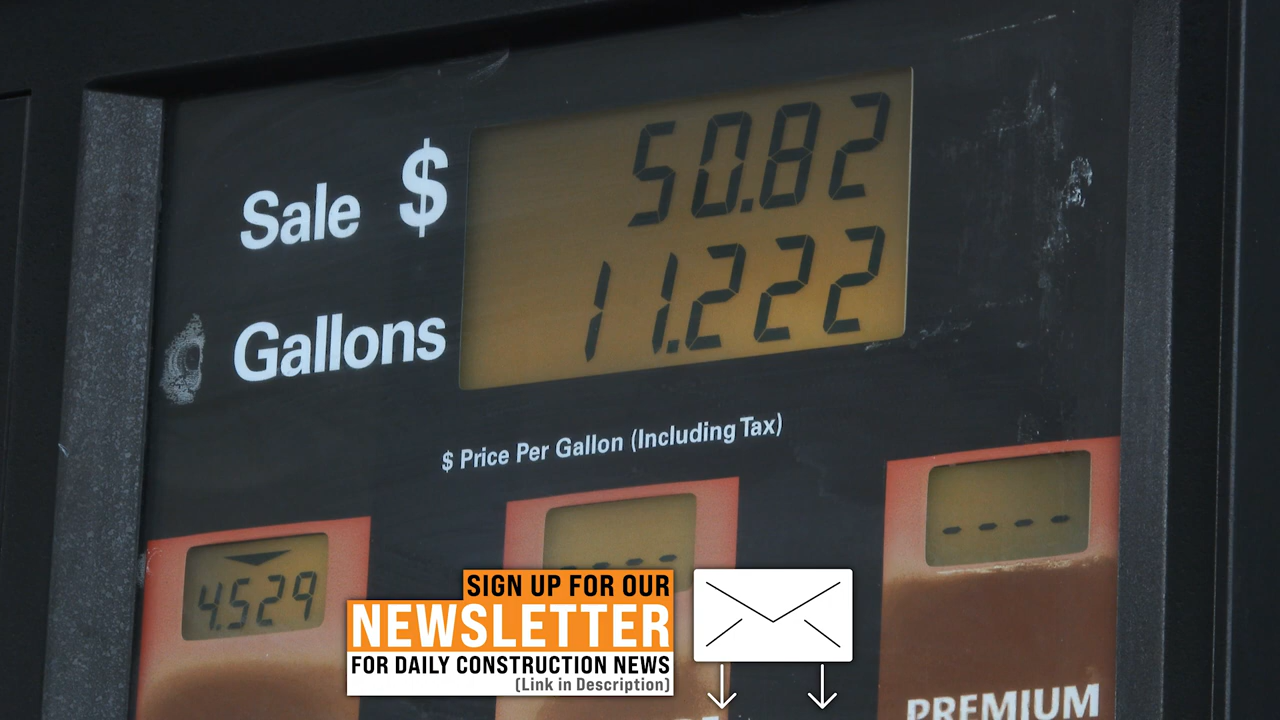 Sale $ 50.82
Gallons 11.222
$ Price Per Gallon (Including Tax)
4.529
- - - -
SIGN UP FOR OUR
NEWSLETTER
FOR DAILY CONSTRUCTION NEWS
(Link in Description)
PREMIUM